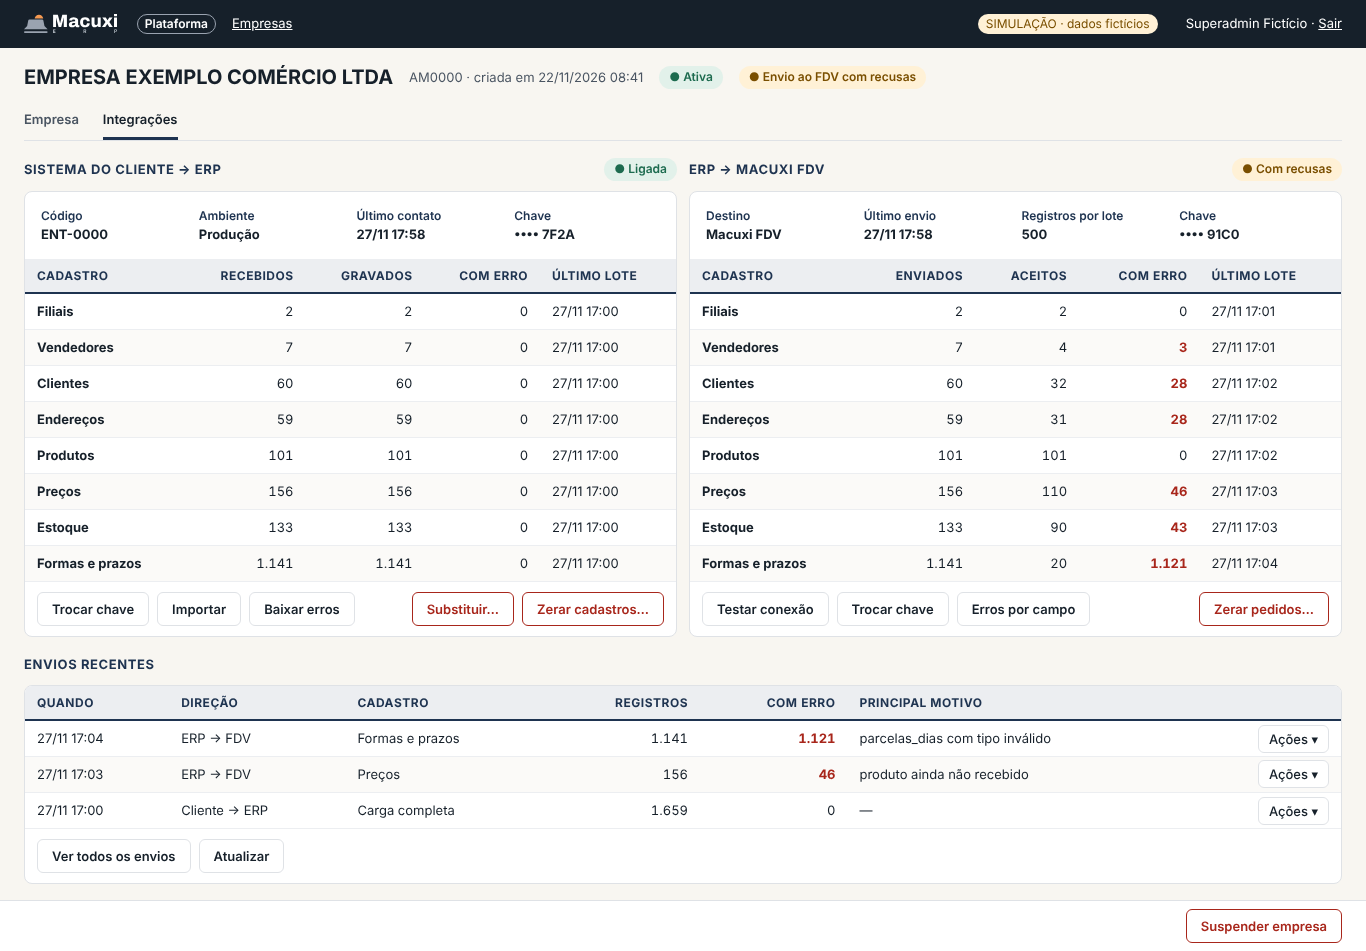 Macuxi
ERP
Plataforma
Empresas
SIMULAÇÃO · dados fictícios
Superadmin Fictício · Sair
EMPRESA EXEMPLO COMÉRCIO LTDA
AM0000 · criada em 22/11/2026 08:41
Ativa
Envio ao FDV com recusas
Empresa Integrações
SISTEMA DO CLIENTE → ERP
Ligada
Código Ambiente Último contato Chave
ENT-0000 Produção 27/11 17:58 •••• 7F2A
CADASTRO RECEBIDOS GRAVADOS COM ERRO ÚLTIMO LOTE
Filiais 2 2 0 27/11 17:00
Vendedores 7 7 0 27/11 17:00
Clientes 60 60 0 27/11 17:00
Endereços 59 59 0 27/11 17:00
Produtos 101 101 0 27/11 17:00
Preços 156 156 0 27/11 17:00
Estoque 133 133 0 27/11 17:00
Formas e prazos 1.141 1.141 0 27/11 17:00
Trocar chave Importar Baixar erros Substituir... Zerar cadastros...
ERP → MACUXI FDV
Com recusas
Destino Último envio Registros por lote Chave
Macuxi FDV 27/11 17:58 500 •••• 91C0
CADASTRO ENVIADOS ACEITOS COM ERRO ÚLTIMO LOTE
Filiais 2 2 0 27/11 17:01
Vendedores 7 4 3 27/11 17:01
Clientes 60 32 28 27/11 17:02
Endereços 59 31 28 27/11 17:02
Produtos 101 101 0 27/11 17:02
Preços 156 110 46 27/11 17:03
Estoque 133 90 43 27/11 17:03
Formas e prazos 1.141 20 1.121 27/11 17:04
Testar conexão Trocar chave Erros por campo Zerar pedidos...
ENVIOS RECENTES
QUANDO DIREÇÃO CADASTRO REGISTROS COM ERRO PRINCIPAL MOTIVO
27/11 17:04 ERP → FDV Formas e prazos 1.141 1.121 parcelas_dias com tipo inválido Ações ▾
27/11 17:03 ERP → FDV Preços 156 46 produto ainda não recebido Ações ▾
27/11 17:00 Cliente → ERP Carga completa 1.659 0 — Ações ▾
Ver todos os envios Atualizar
Suspender empresa